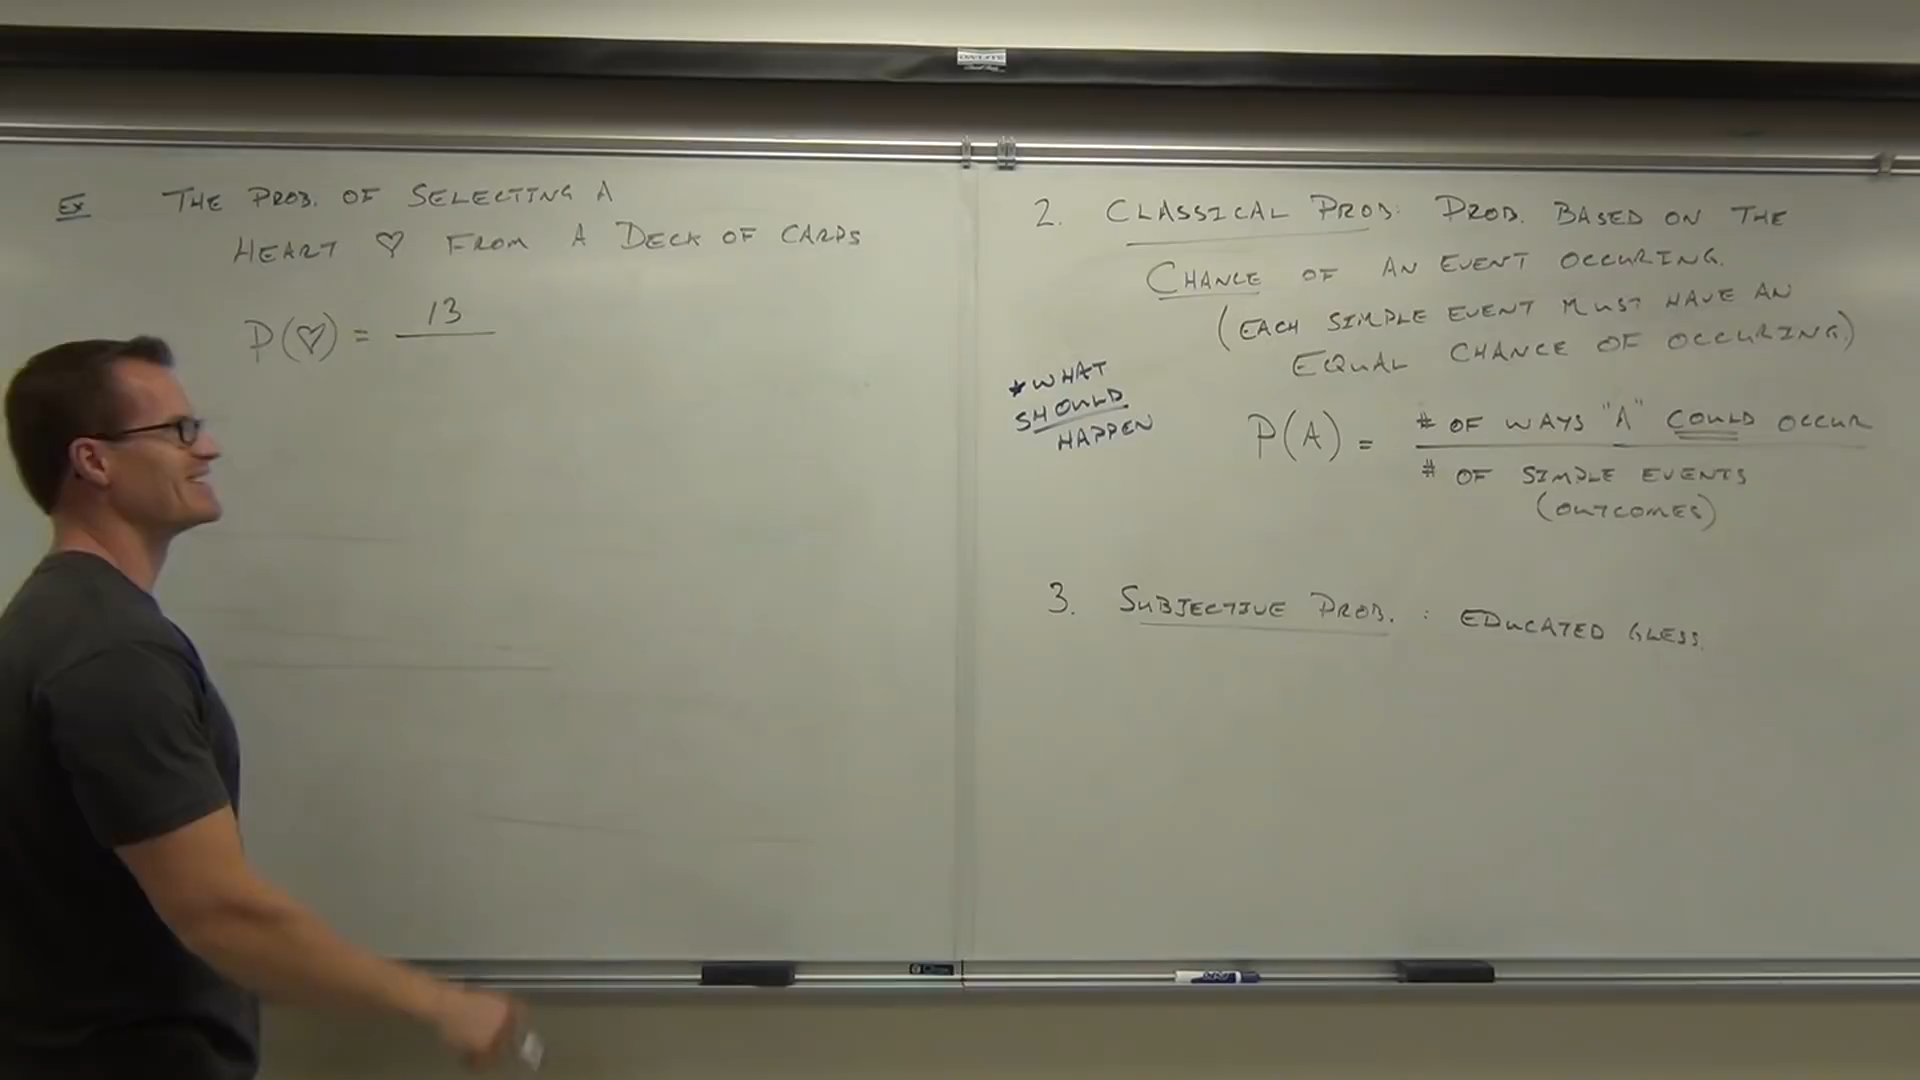 Ex THE PROB. OF SELECTING A
HEART ♡ FROM A DECK OF CARDS
P(♡) = 13
2. CLASSICAL PROB: PROB. BASED ON THE
CHANCE OF AN EVENT OCCURING.
(EACH SIMPLE EVENT MUST HAVE AN
EQUAL CHANCE OF OCCURING.)
*WHAT
SHOULD
HAPPEN
P(A) = # OF WAYS "A" COULD OCCUR
# OF SIMPLE EVENTS
(OUTCOMES)
3. SUBJECTIVE PROB. : EDUCATED GUESS.